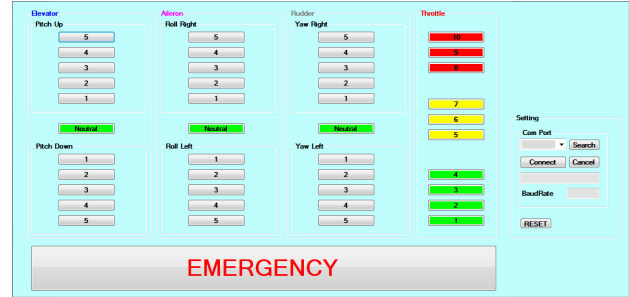 Elevator
Pitch Up
5
4
3
2
1
Neutral
Pitch Down
1
2
3
4
5
Aileron
Roll Right
5
4
3
2
1
Neutral
Roll Left
1
2
3
4
5
Rudder
Yaw Right
5
4
3
2
1
Neutral
Yaw Left
1
2
3
4
5
Throttle
10
9
8
7
6
5
4
3
2
1
Setting
Com Port
Search
Connect Cancel
BaudRate
RESET
EMERGENCY